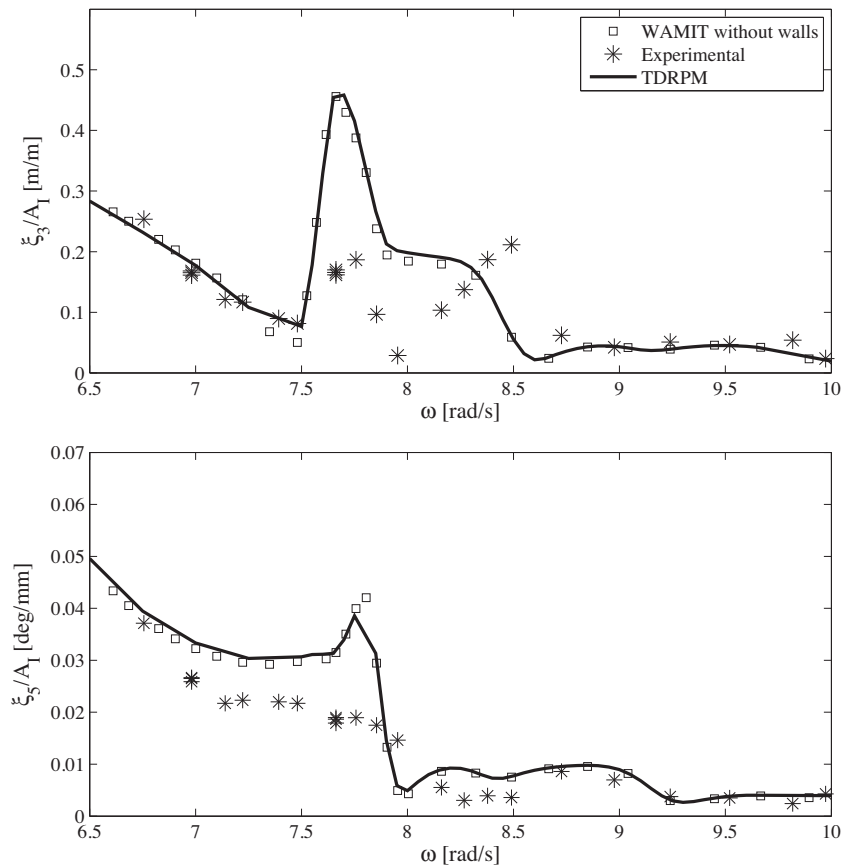 WAMIT without walls
Experimental
TDRPM
0.5
0.4
0.3
0.2
0.1
0
ξ₃/A_I [m/m]
6.5 7 7.5 8 8.5 9 9.5 10
ω [rad/s]
0.07
0.06
0.05
0.04
0.03
0.02
0.01
0
ξ₅/A_I [deg/mm]
6.5 7 7.5 8 8.5 9 9.5 10
ω [rad/s]